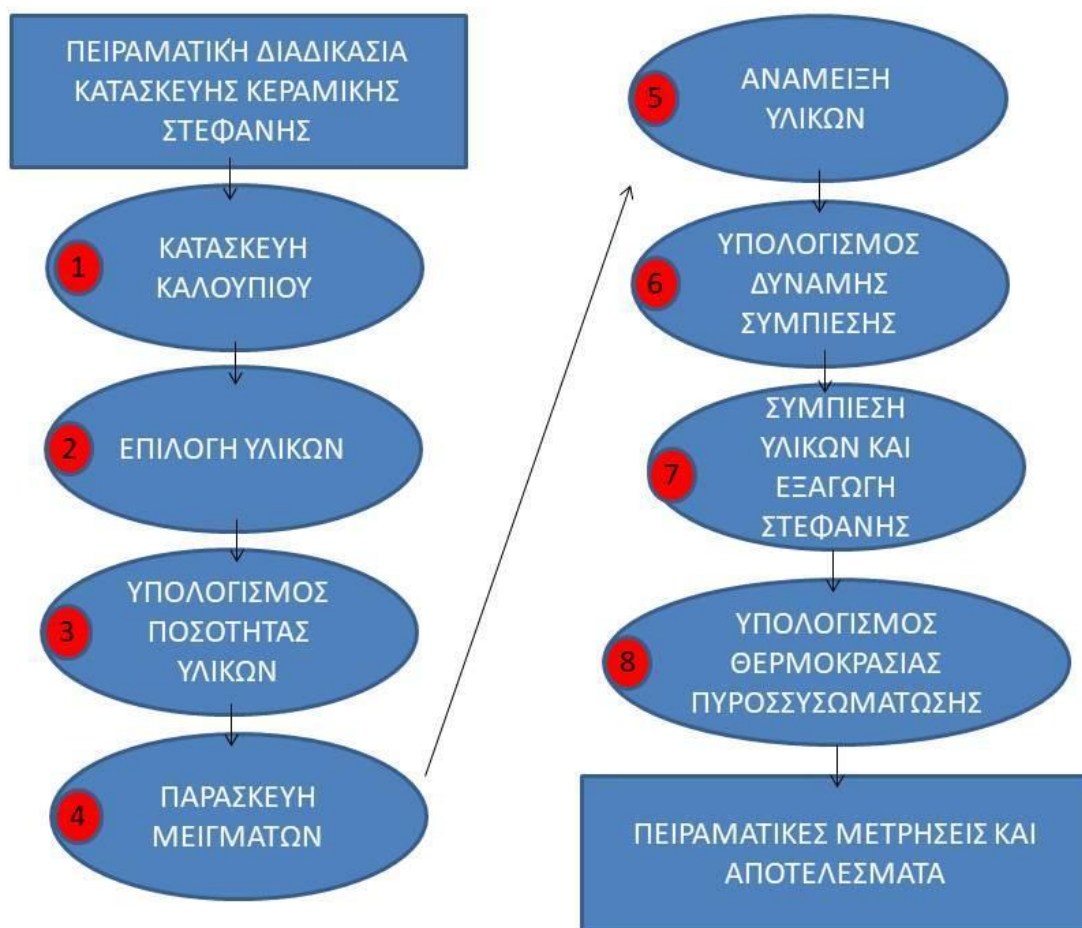 ΠΕΙΡΑΜΑΤΙΚΉ ΔΙΑΔΙΚΑΣΙΑ
ΚΑΤΑΣΚΕΥΗΣ ΚΕΡΑΜΙΚΗΣ
ΣΤΕΦΑΝΗΣ
1
ΚΑΤΑΣΚΕΥΗ
ΚΑΛΟΥΠΙΟΥ
2
ΕΠΙΛΟΓΗ ΥΛΙΚΩΝ
3
ΥΠΟΛΟΓΙΣΜΟΣ
ΠΟΣΟΤΗΤΑΣ
ΥΛΙΚΩΝ
4
ΠΑΡΑΣΚΕΥΗ
ΜΕΙΓΜΑΤΩΝ
5
ΑΝΑΜΕΙΞΗ
ΥΛΙΚΩΝ
6
ΥΠΟΛΟΓΙΣΜΟΣ
ΔΥΝΑΜΗΣ
ΣΥΜΠΙΕΣΗΣ
7
ΣΥΜΠΙΕΣΗ
ΥΛΙΚΩΝ ΚΑΙ
ΕΞΑΓΩΓΗ
ΣΤΕΦΑΝΗΣ
8
ΥΠΟΛΟΓΙΣΜΟΣ
ΘΕΡΜΟΚΡΑΣΙΑΣ
ΠΥΡΟΣΣΥΣΩΜΑΤΩΣΗΣ
ΠΕΙΡΑΜΑΤΙΚΕΣ ΜΕΤΡΗΣΕΙΣ ΚΑΙ
ΑΠΟΤΕΛΕΣΜΑΤΑ